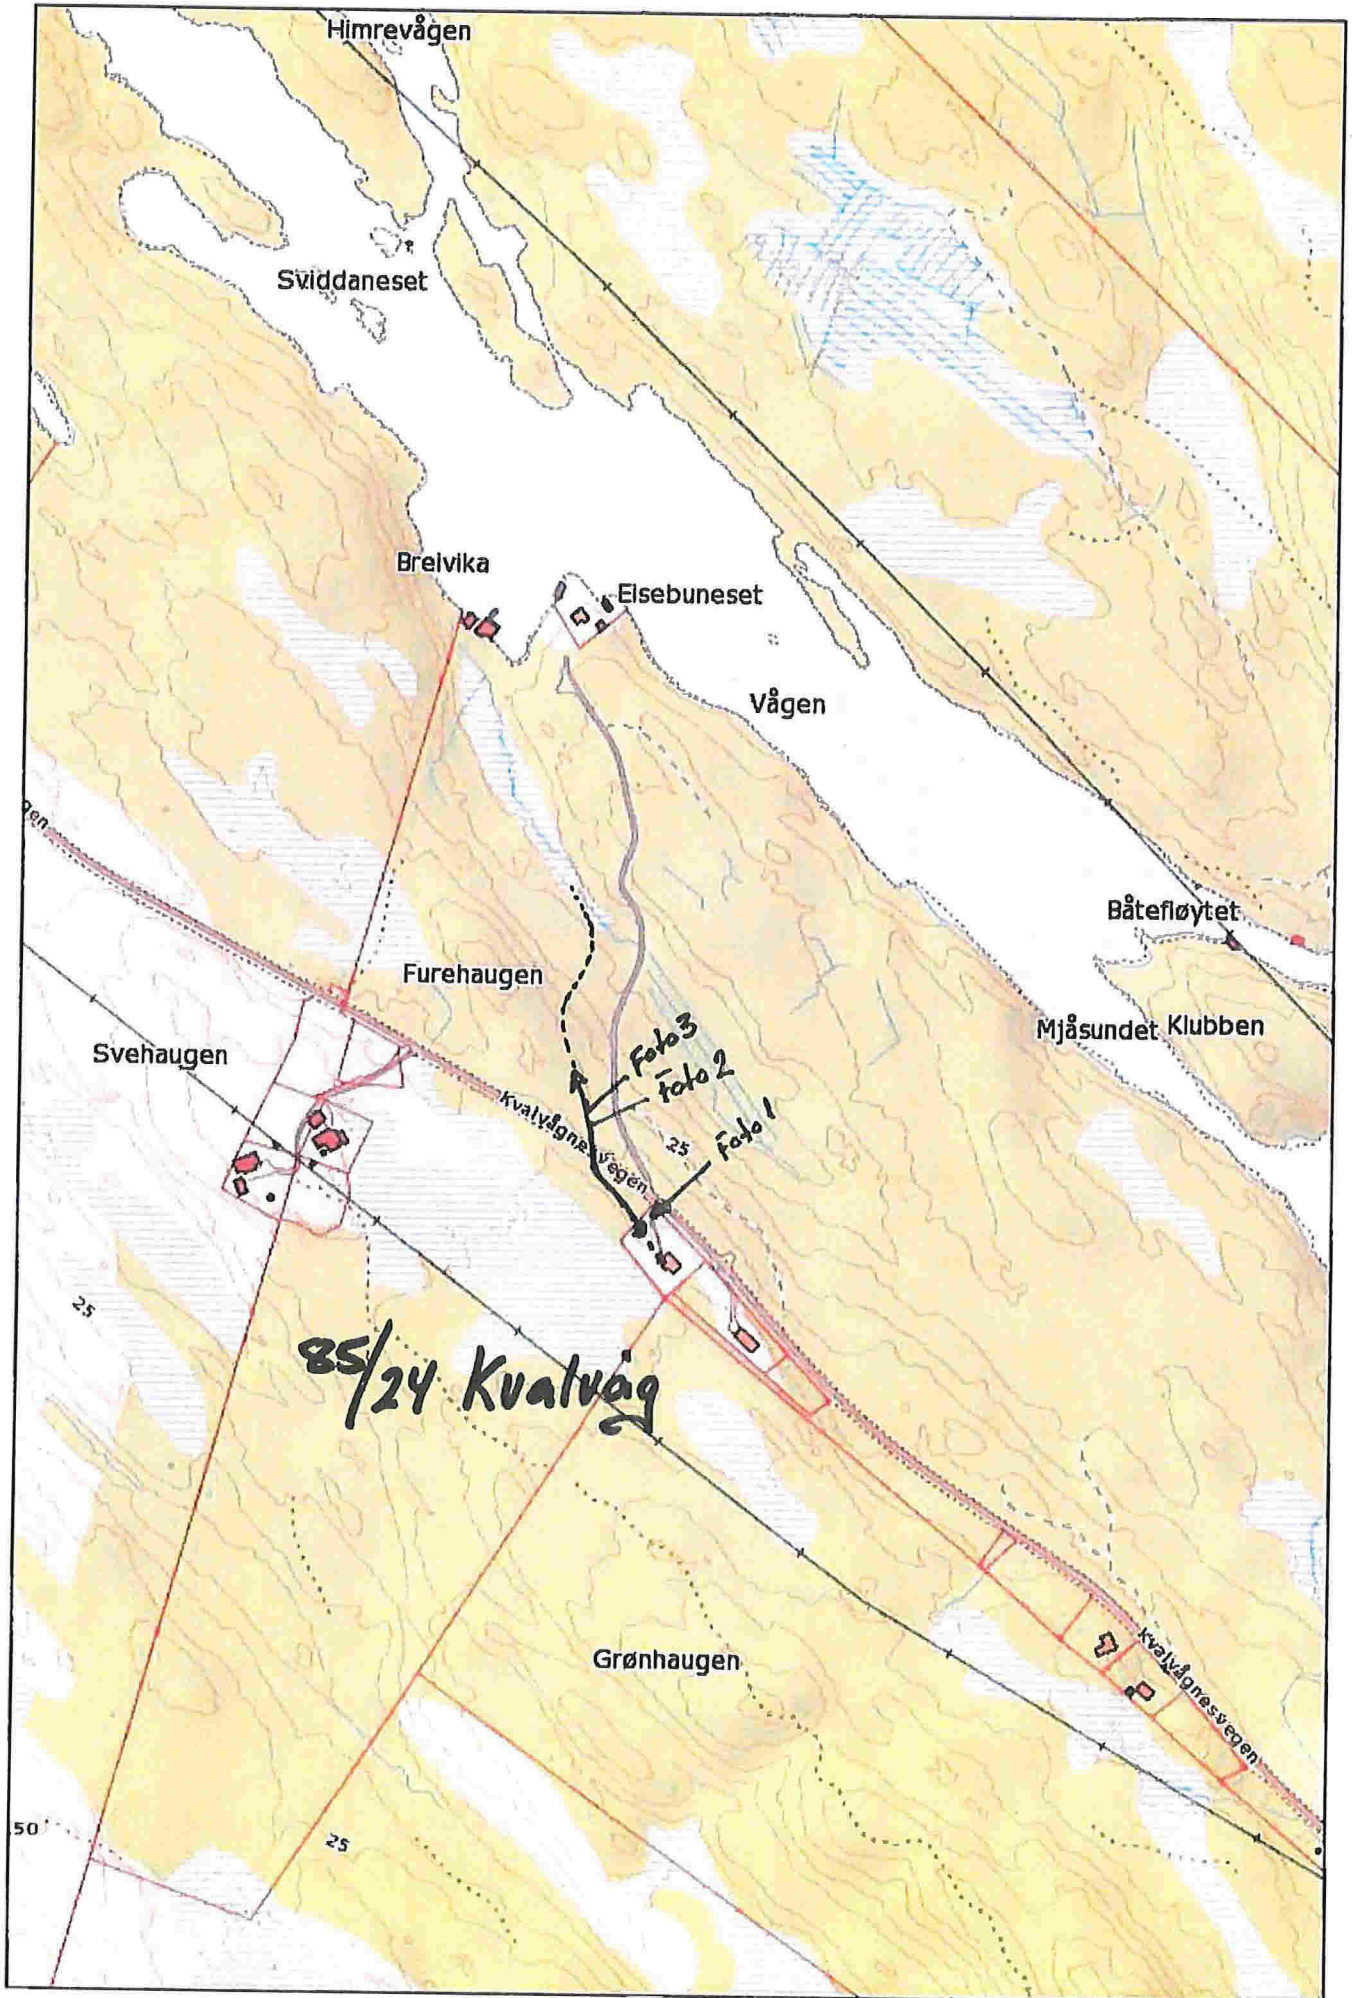 Himrevågen
Sviddaneset
Breivika
Eisebuneset
Vågen
gen
Båtefløytet
Furehaugen
Mjåsundet
Klubben
Svehaugen
Foto 3
Foto 2
Kvalvågnesvegen
25
Foto 1
25
85/24 Kvalvåg
Grønhaugen
Kvalvågnesvegen
50
25